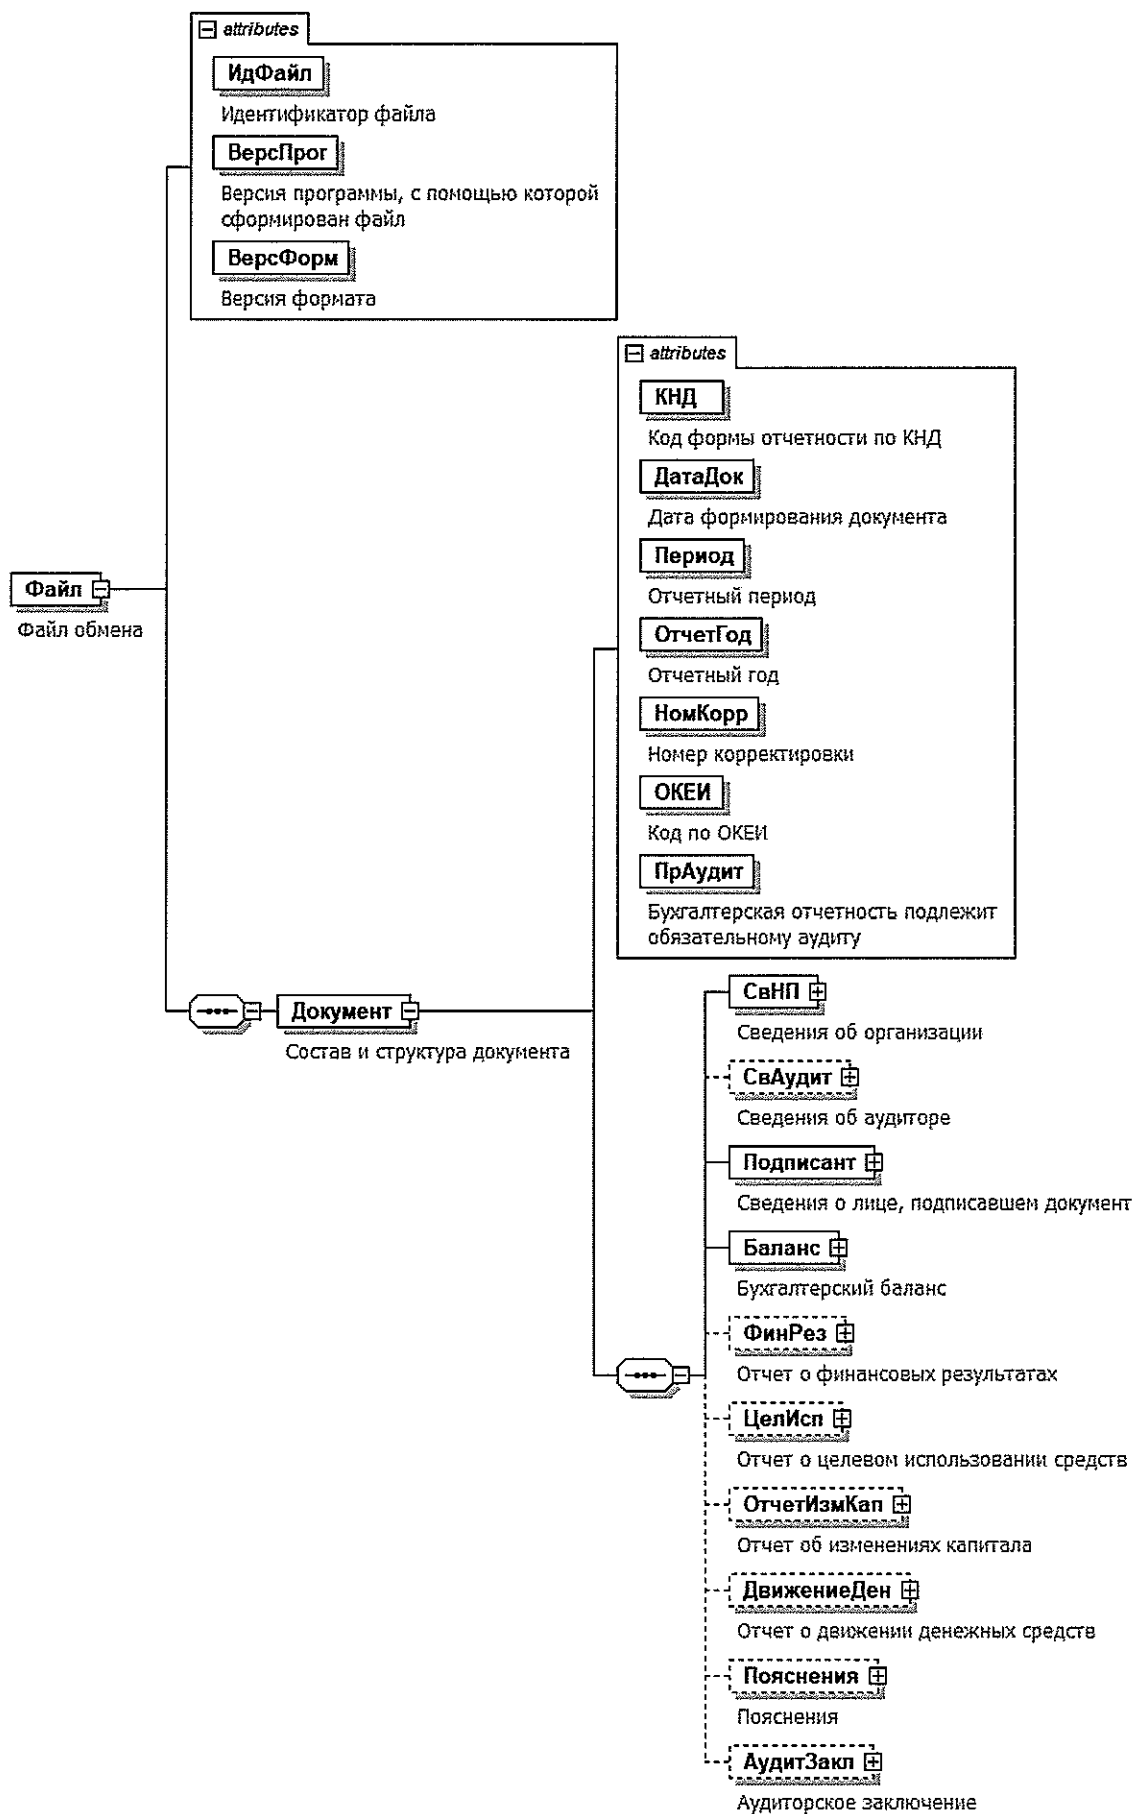 attributes
ИдФайл
Идентификатор файла
ВерсПрог
Версия программы, с помощью которой
сформирован файл
ВерсФорм
Версия формата
Файл
Файл обмена
attributes
КНД
Код формы отчетности по КНД
ДатаДок
Дата формирования документа
Период
Отчетный период
ОтчетГод
Отчетный год
НомКорр
Номер корректировки
ОКЕИ
Код по ОКЕИ
ПрАудит
Бухгалтерская отчетность подлежит
обязательному аудиту
Документ
Состав и структура документа
СвНП
Сведения об организации
СвАудит
Сведения об аудиторе
Подписант
Сведения о лице, подписавшем документ
Баланс
Бухгалтерский баланс
ФинРез
Отчет о финансовых результатах
ЦелИсп
Отчет о целевом использовании средств
ОтчетИзмКап
Отчет об изменениях капитала
ДвижениеДен
Отчет о движении денежных средств
Пояснения
Пояснения
АудитЗакл
Аудиторское заключение